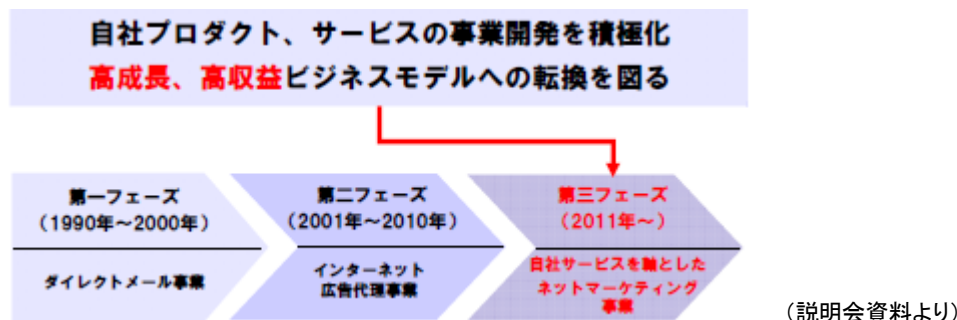 自社プロダクト、サービスの事業開発を積極化
高成長、高収益ビジネスモデルへの転換を図る
第一フェーズ
（1990年～2000年）
ダイレクトメール事業
第二フェーズ
（2001年～2010年）
インターネット
広告代理事業
第三フェーズ
（2011年～）
自社サービスを軸とした
ネットマーケティング
事業
（説明会資料より）